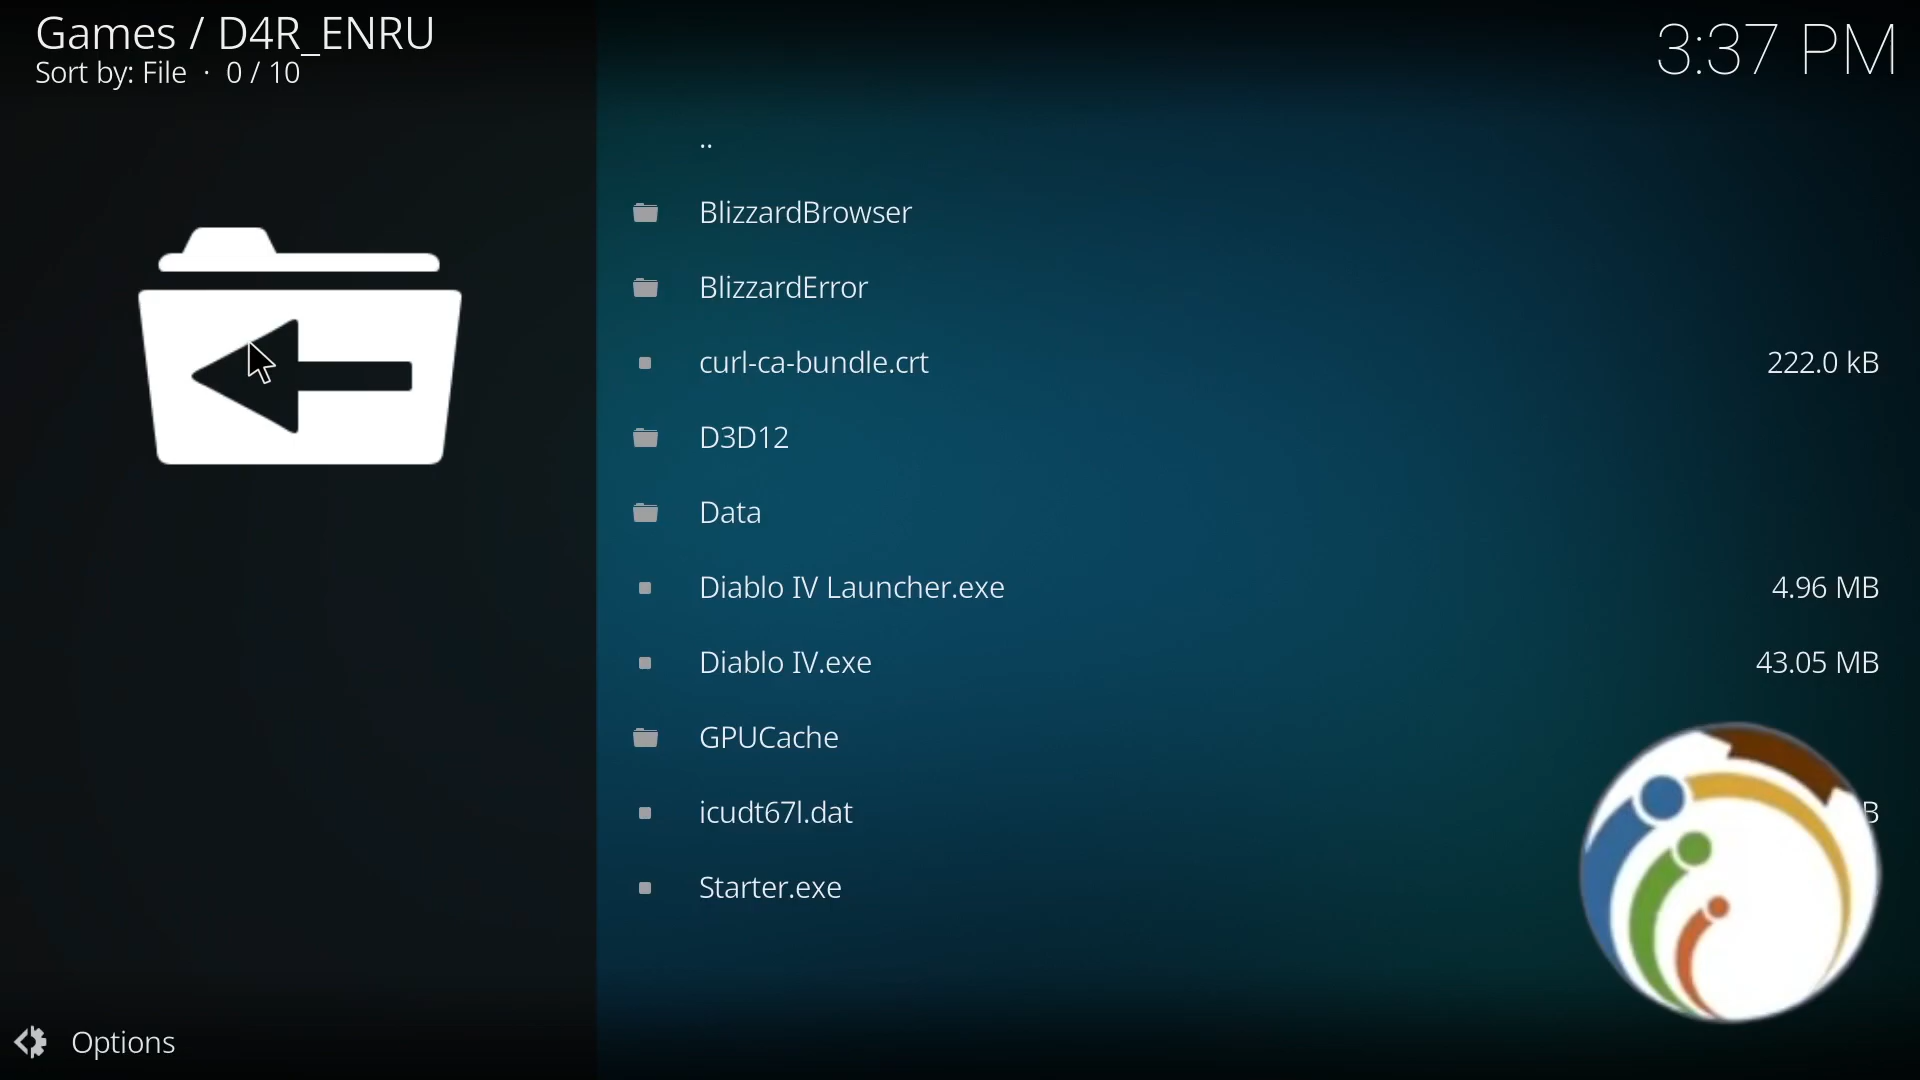 Games / D4R_ENRU
Sort by: File · 0 / 10
3:37 PM
..
BlizzardBrowser
BlizzardError
curl-ca-bundle.crt 222.0 kB
D3D12
Data
Diablo IV Launcher.exe 4.96 MB
Diablo IV.exe 43.05 MB
GPUCache
icudt67l.dat
Starter.exe
Options